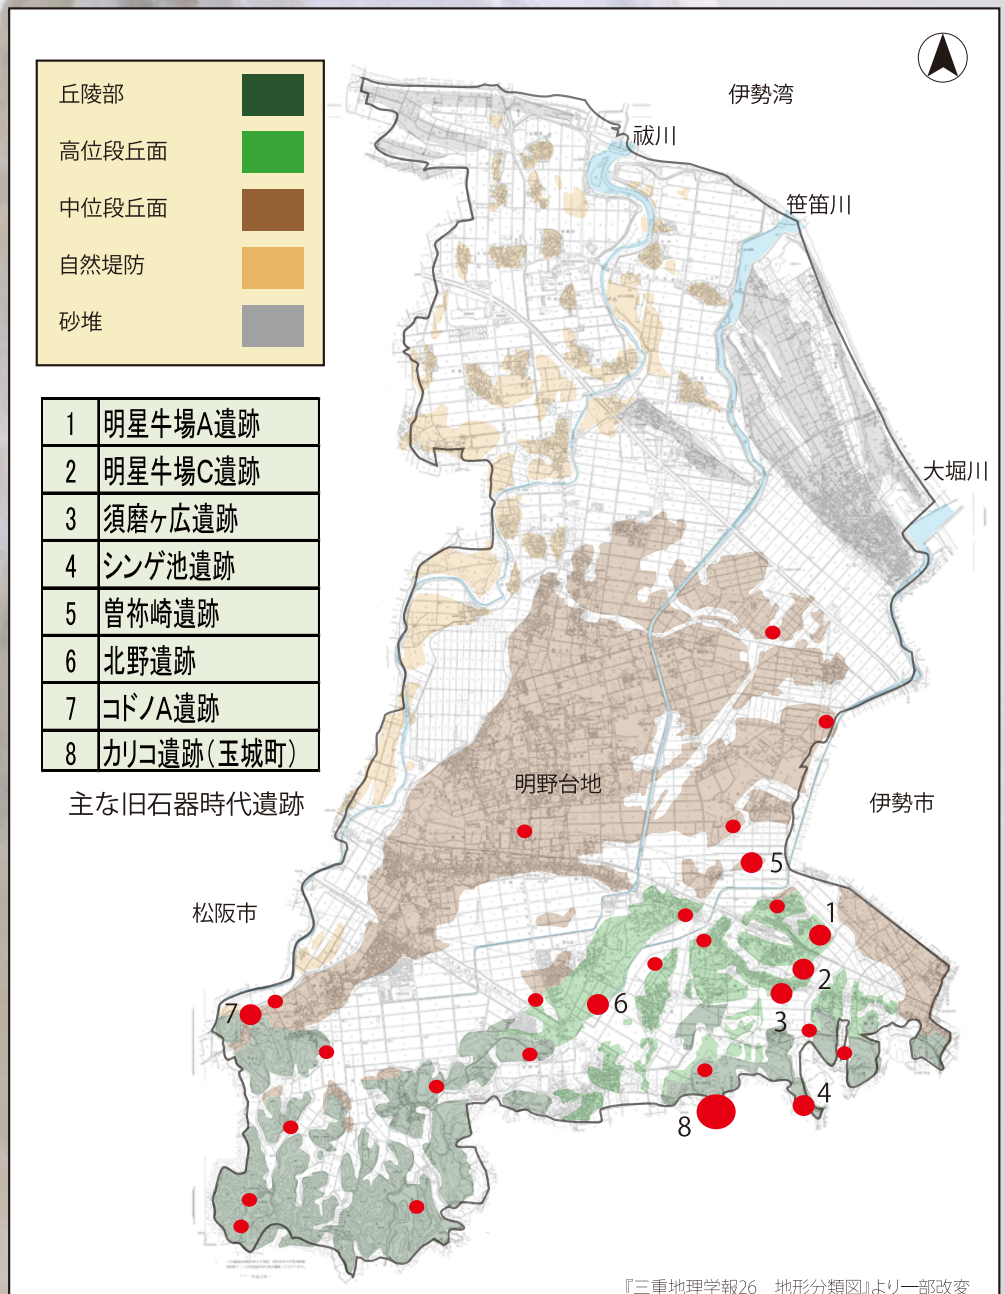 丘陵部
高位段丘面
中位段丘面
自然堤防
砂堆
1 明星牛場A遺跡
2 明星牛場C遺跡
3 須磨ヶ広遺跡
4 シンゲ池遺跡
5 曽祢崎遺跡
6 北野遺跡
7 コドノA遺跡
8 カリコ遺跡(玉城町)
主な旧石器時代遺跡
伊勢湾
祓川
笹笛川
大堀川
明野台地
伊勢市
松阪市
5
1
2
3
6
7
4
8
『三重地理学報26 地形分類図』より一部改変